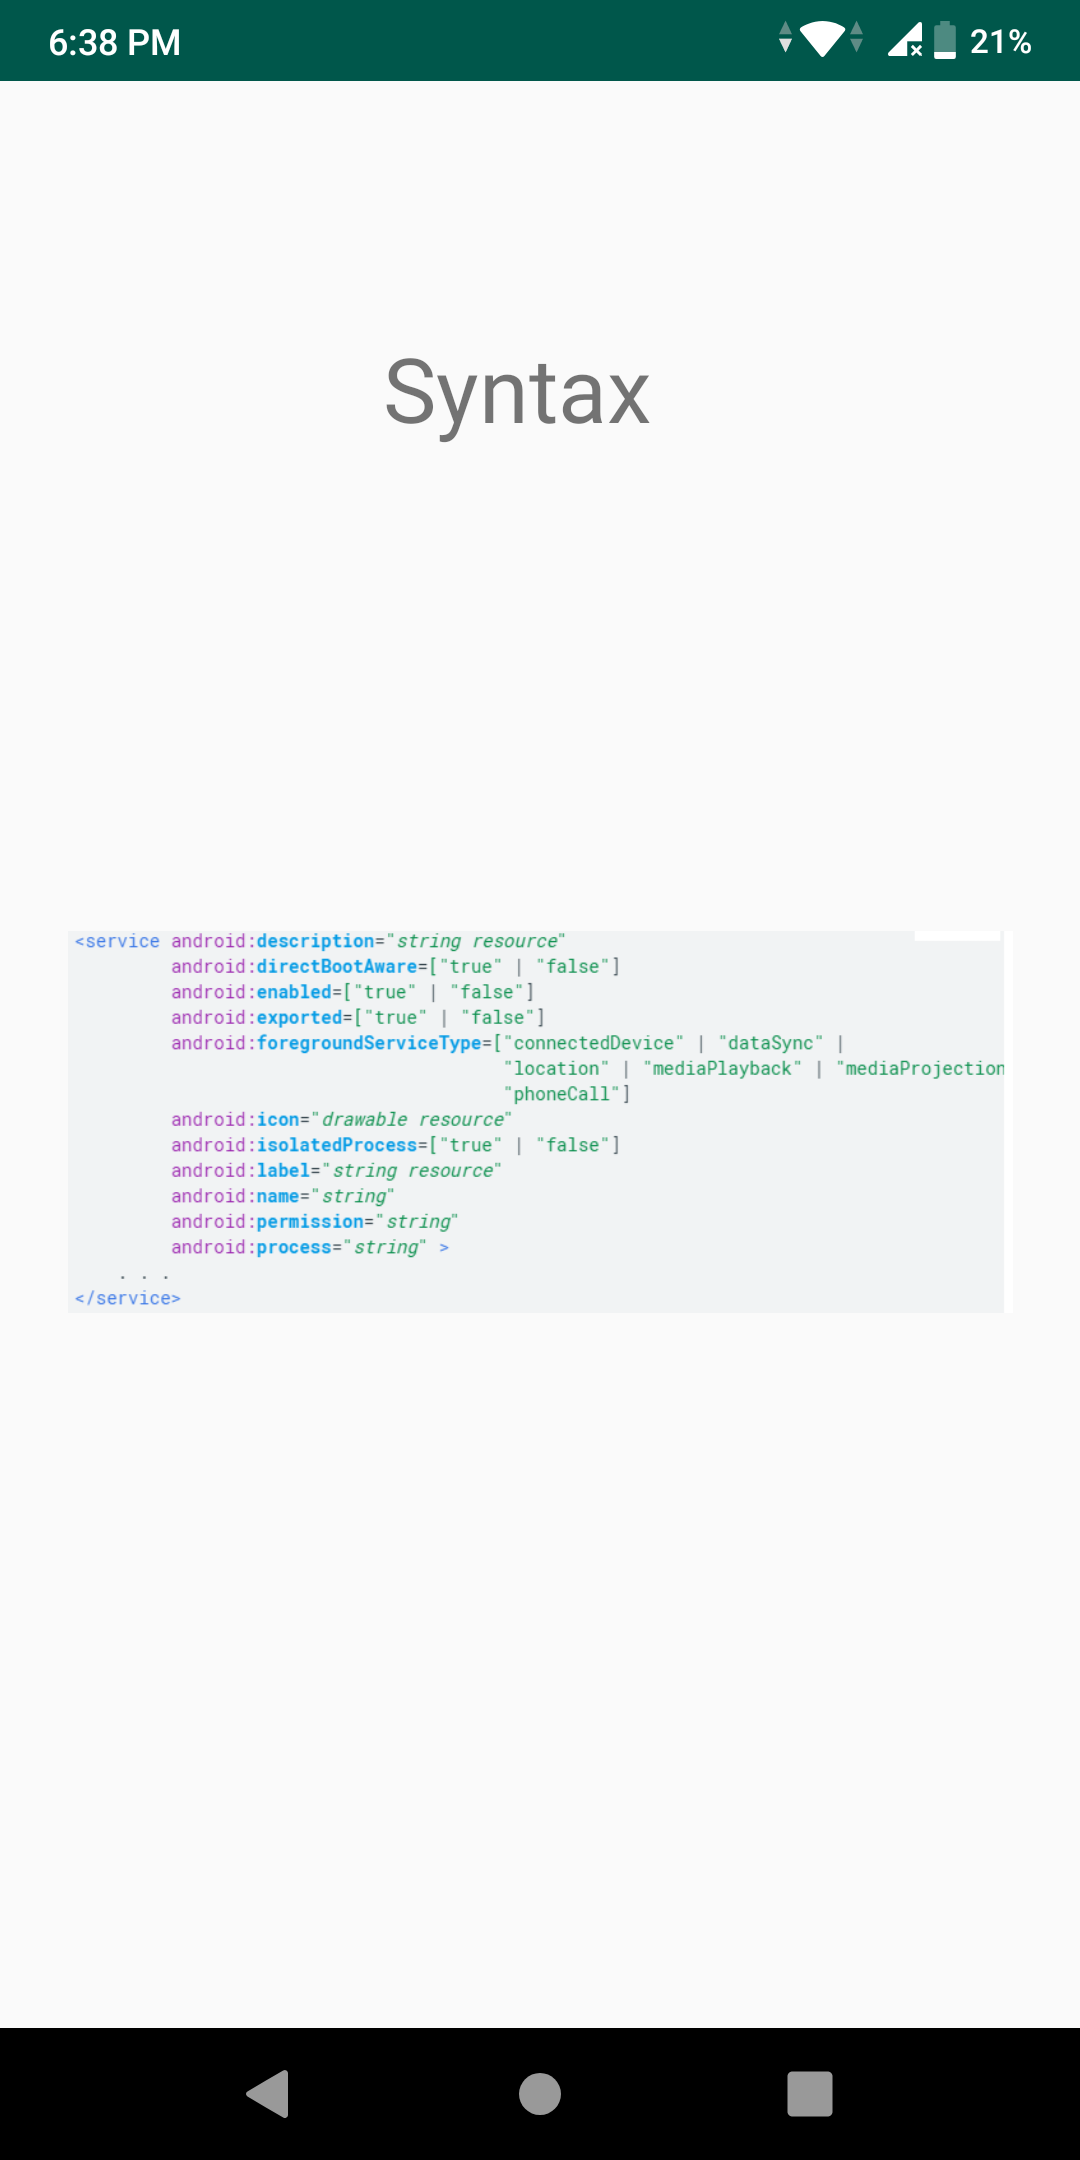 6:38 PM
21%
Syntax
<service android:description="string resource"
android:directBootAware=["true" | "false"]
android:enabled=["true" | "false"]
android:exported=["true" | "false"]
android:foregroundServiceType=["connectedDevice" | "dataSync" |
"location" | "mediaPlayback" | "mediaProjection
"phoneCall"]
android:icon="drawable resource"
android:isolatedProcess=["true" | "false"]
android:label="string resource"
android:name="string"
android:permission="string"
android:process="string" >
. . .
</service>